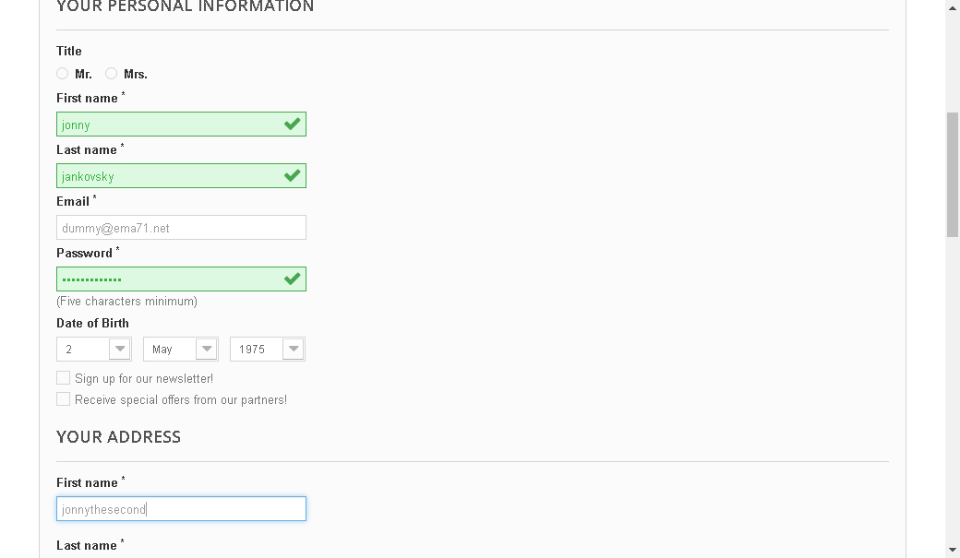 YOUR PERSONAL INFORMATION
Title
Mr. Mrs.
First name *
jonny
Last name *
jankovsky
Email *
dummy@ema71.net
Password *
•••••••••••••
(Five characters minimum)
Date of Birth
2 May 1975
Sign up for our newsletter!
Receive special offers from our partners!
YOUR ADDRESS
First name *
jonnythesecond
Last name *